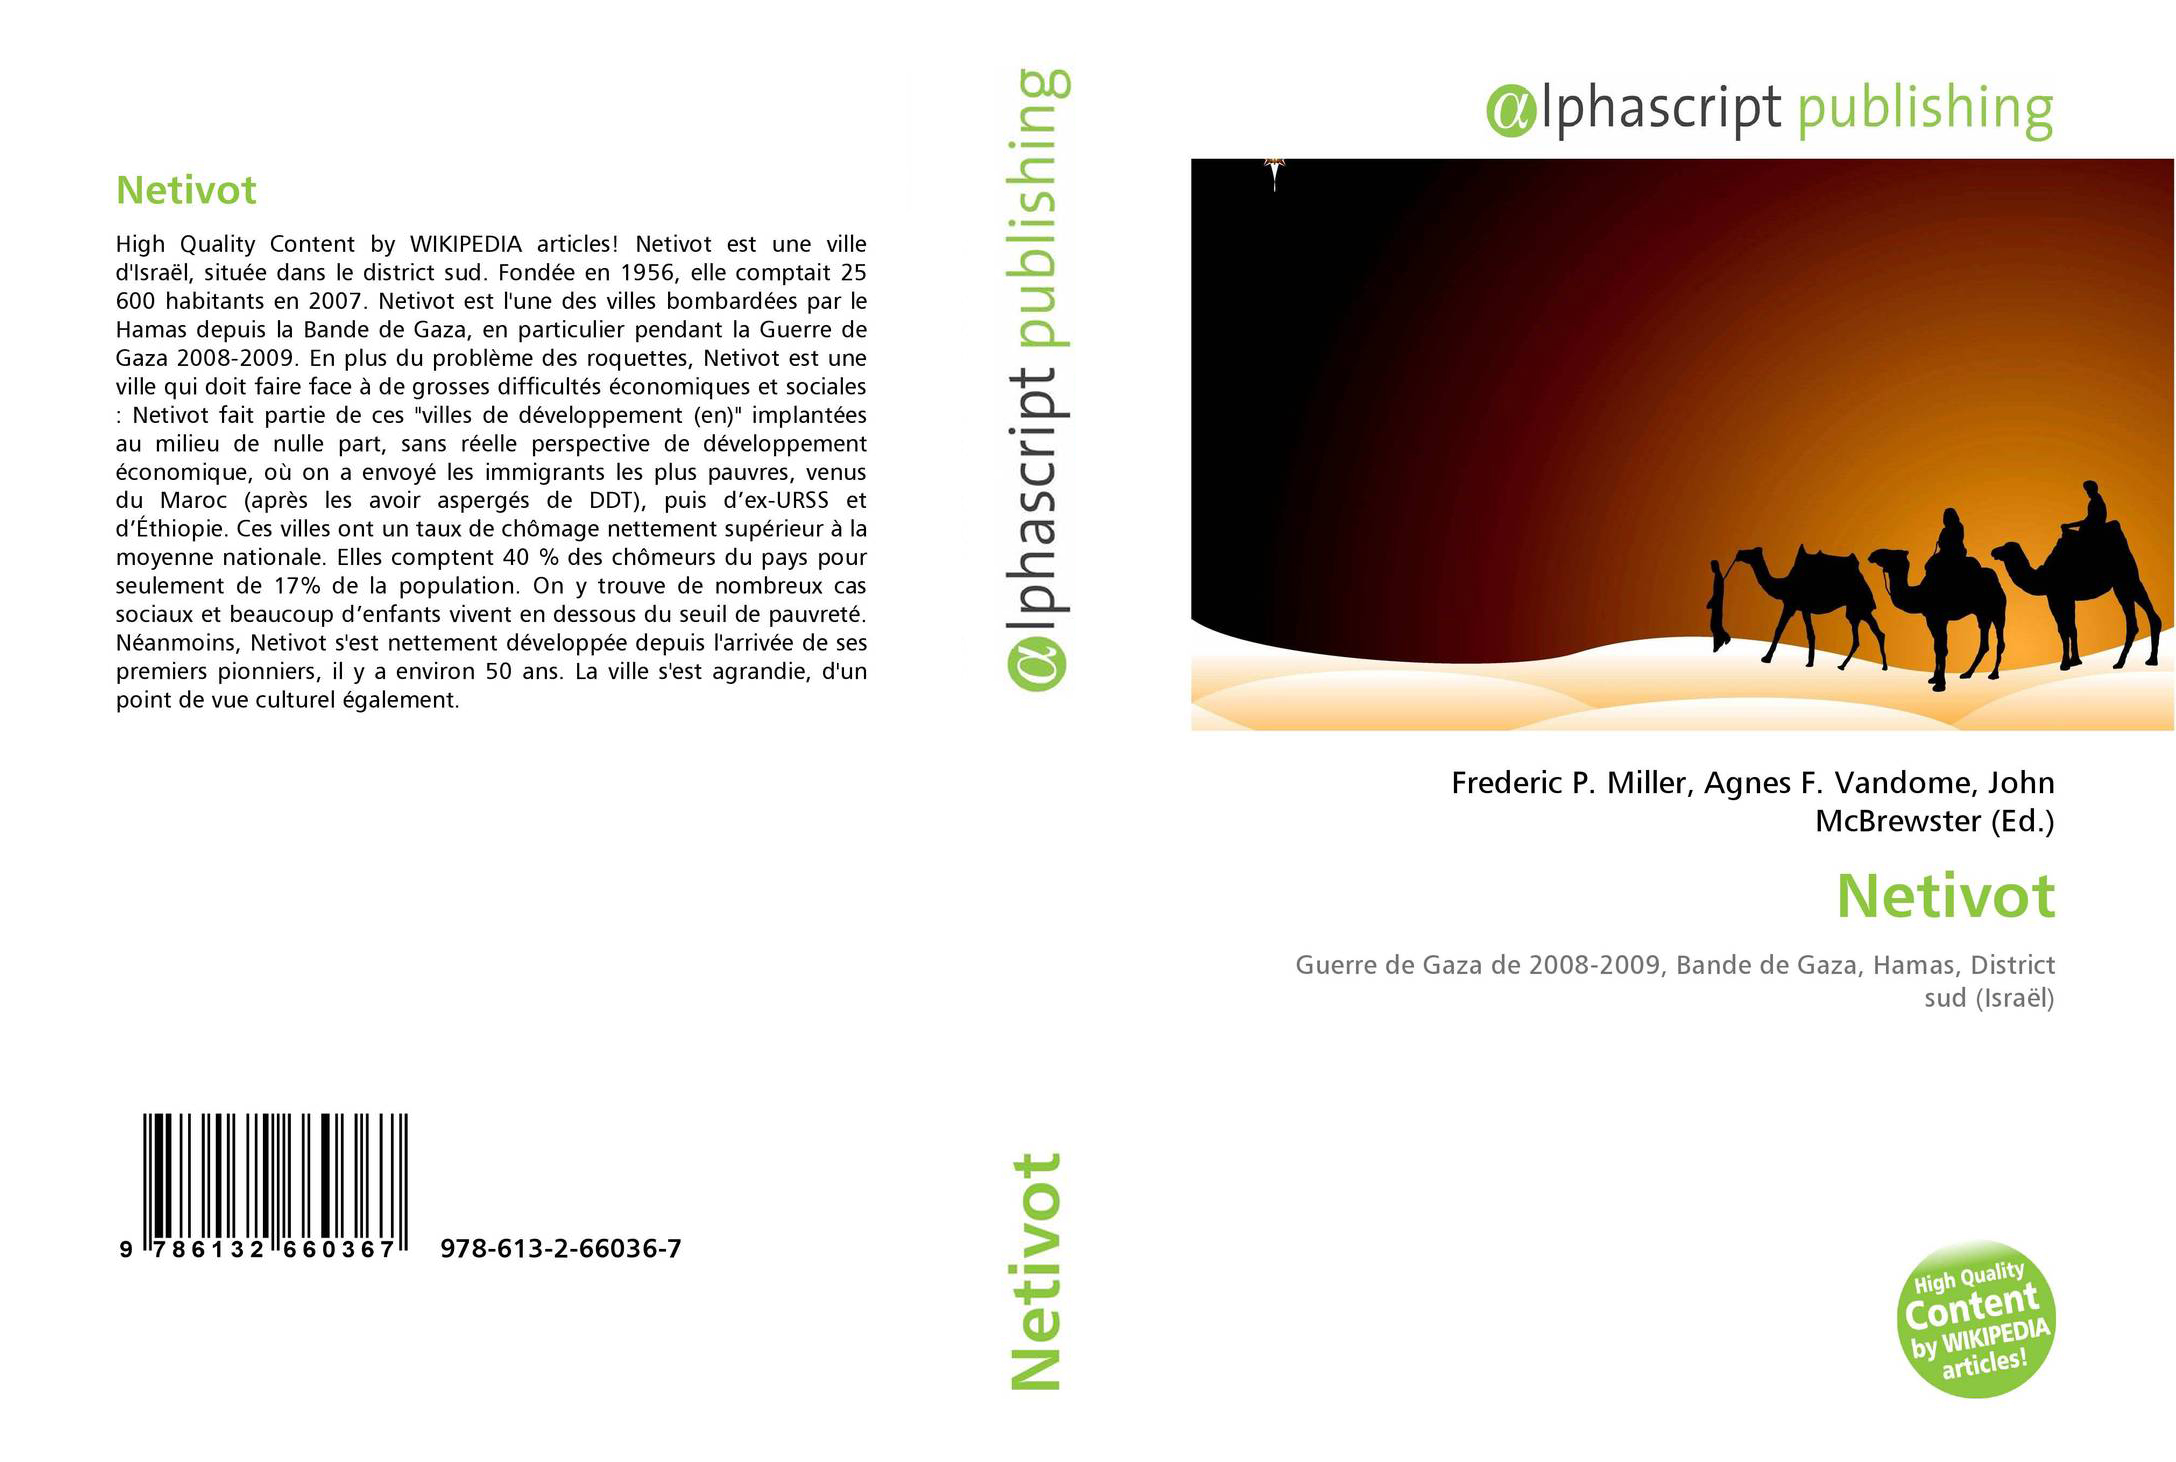 Netivot
High Quality Content by WIKIPEDIA articles! Netivot est une ville
d'Israël, située dans le district sud. Fondée en 1956, elle comptait 25
600 habitants en 2007. Netivot est l'une des villes bombardées par le
Hamas depuis la Bande de Gaza, en particulier pendant la Guerre de
Gaza 2008-2009. En plus du problème des roquettes, Netivot est une
ville qui doit faire face à de grosses difficultés économiques et sociales
: Netivot fait partie de ces "villes de développement (en)" implantées
au milieu de nulle part, sans réelle perspective de développement
économique, où on a envoyé les immigrants les plus pauvres, venus
du Maroc (après les avoir aspergés de DDT), puis d’ex-URSS et
d’Éthiopie. Ces villes ont un taux de chômage nettement supérieur à la
moyenne nationale. Elles comptent 40 % des chômeurs du pays pour
seulement de 17% de la population. On y trouve de nombreux cas
sociaux et beaucoup d’enfants vivent en dessous du seuil de pauvreté.
Néanmoins, Netivot s'est nettement développée depuis l'arrivée de ses
premiers pionniers, il y a environ 50 ans. La ville s'est agrandie, d'un
point de vue culturel également.
9 786132 660367
978-613-2-66036-7
αlphascript publishing
Netivot
αlphascript publishing
Frederic P. Miller, Agnes F. Vandome, John
McBrewster (Ed.)
Netivot
Guerre de Gaza de 2008-2009, Bande de Gaza, Hamas, District
sud (Israël)
High Quality
Content
by WIKIPEDIA
articles!